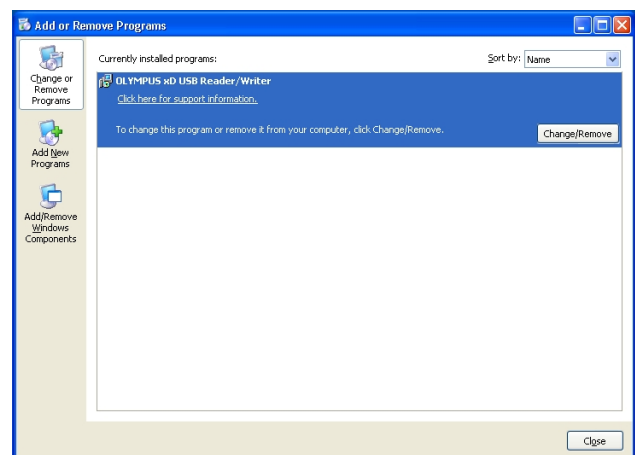 Add or Remove Programs
Change or
Remove
Programs
Add New
Programs
Add/Remove
Windows
Components
Currently installed programs:
Sort by: Name
OLYMPUS xD USB Reader/Writer
Click here for support information.
To change this program or remove it from your computer, click Change/Remove.
Change/Remove
Close